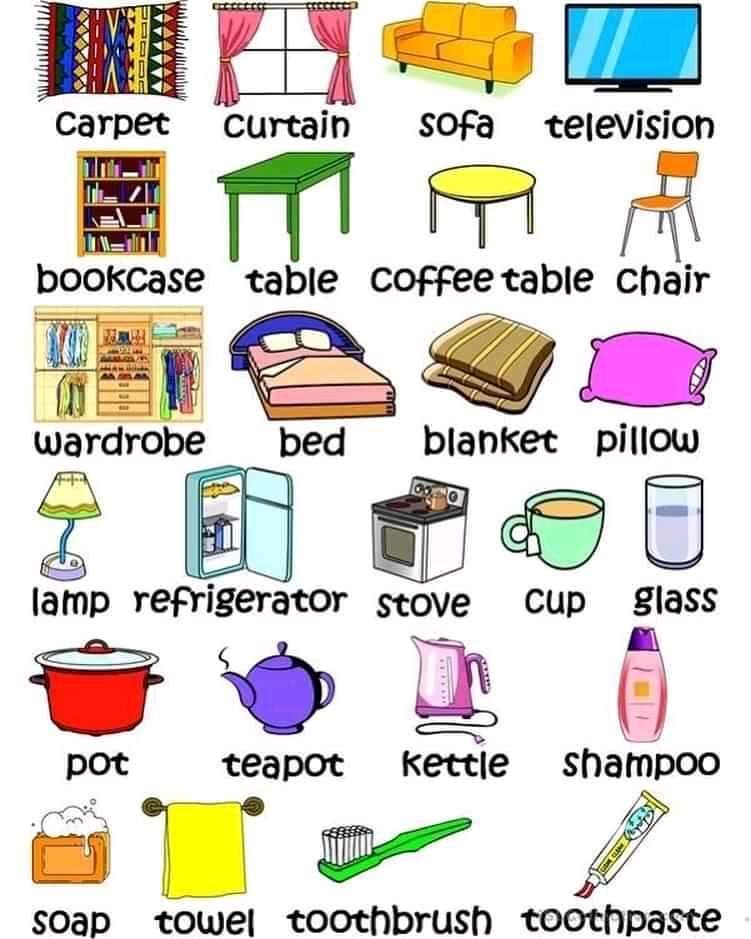 carpet curtain sofa television
bookcase table coffee table chair
wardrobe bed blanket pillow
lamp refrigerator stove cup glass
pot teapot kettle shampoo
soap towel toothbrush toothpaste